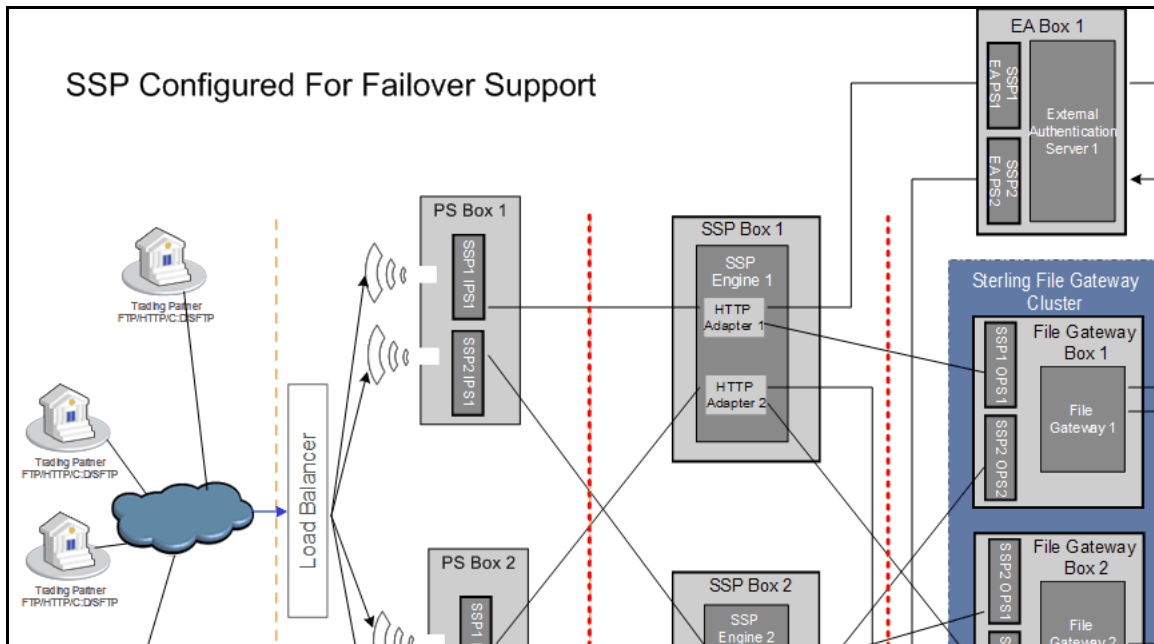 SSP Configured For Failover Support
EA Box 1
SSP1
EA PS1
SSP2
EA PS2
External
Authentication
Server 1
PS Box 1
SSP1 IPS1
SSP2 IPS1
SSP Box 1
SSP
Engine 1
HTTP
Adapter 1
HTTP
Adapter 2
Sterling File Gateway
Cluster
File Gateway
Box 1
SSP1 OPS1
SSP2 OPS2
File
Gateway 1
Trading Partner
FTP/HTTP/C:D/SFTP
Trading Partner
FTP/HTTP/C:D/SFTP
Trading Partner
FTP/HTTP/C:D/SFTP
Load Balancer
PS Box 2
SSP1
SSP Box 2
SSP
Engine 2
File Gateway
Box 2
SSP2 OPS1
File
Gateway 2